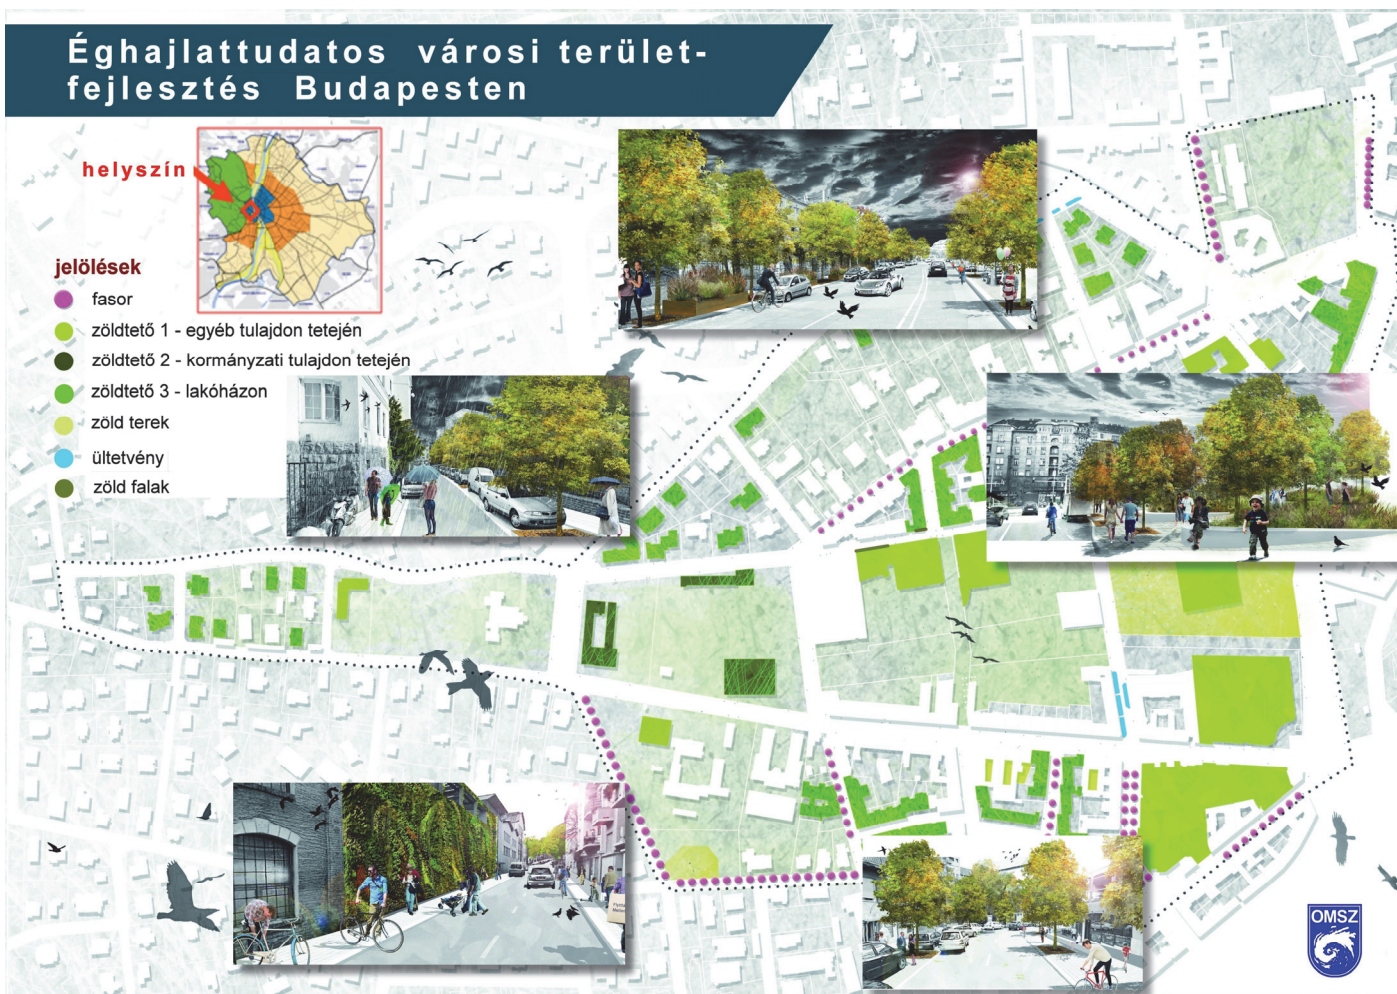 Éghajlattudatos városi terület-
fejlesztés Budapesten
helyszín
jelölések
fasor
zöldtető 1 - egyéb tulajdon tetején
zöldtető 2 - kormányzati tulajdon tetején
zöldtető 3 - lakóházon
zöld terek
ültetvény
zöld falak
OMSZ